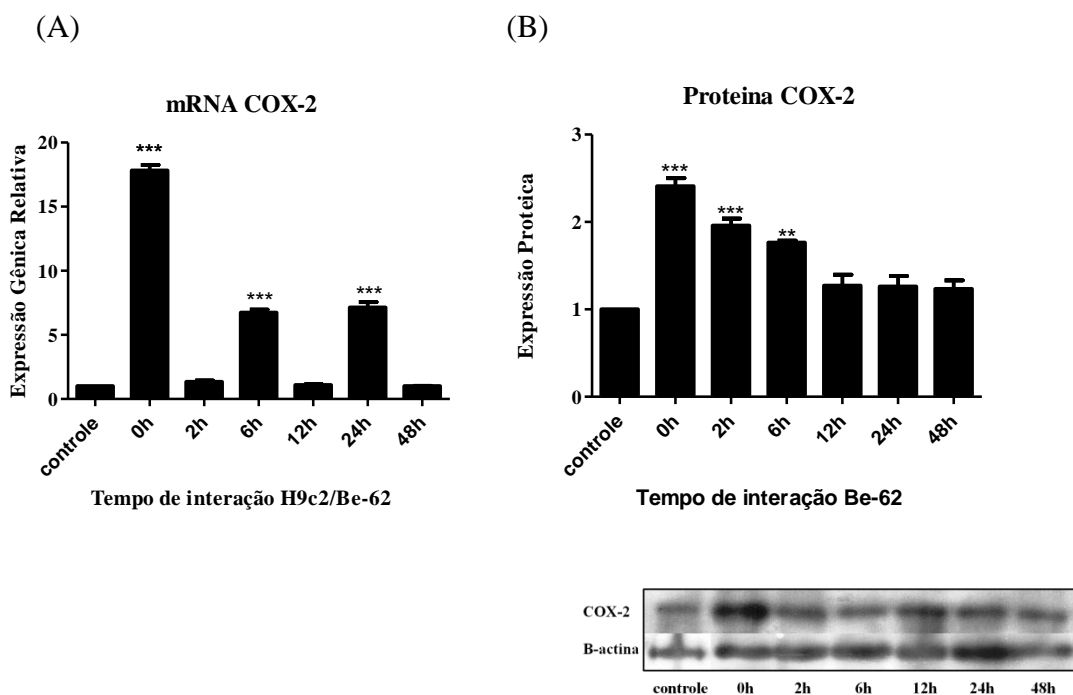 (A)
mRNA COX-2
Expressão Gênica Relativa
20
15
10
5
0
***
***
***
controle 0h 2h 6h 12h 24h 48h
Tempo de interação H9c2/Be-62
(B)
Proteina COX-2
Expressão Proteica
3
2
1
0
***
***
**
controle 0h 2h 6h 12h 24h 48h
Tempo de interação Be-62
COX-2
B-actina
controle 0h 2h 6h 12h 24h 48h